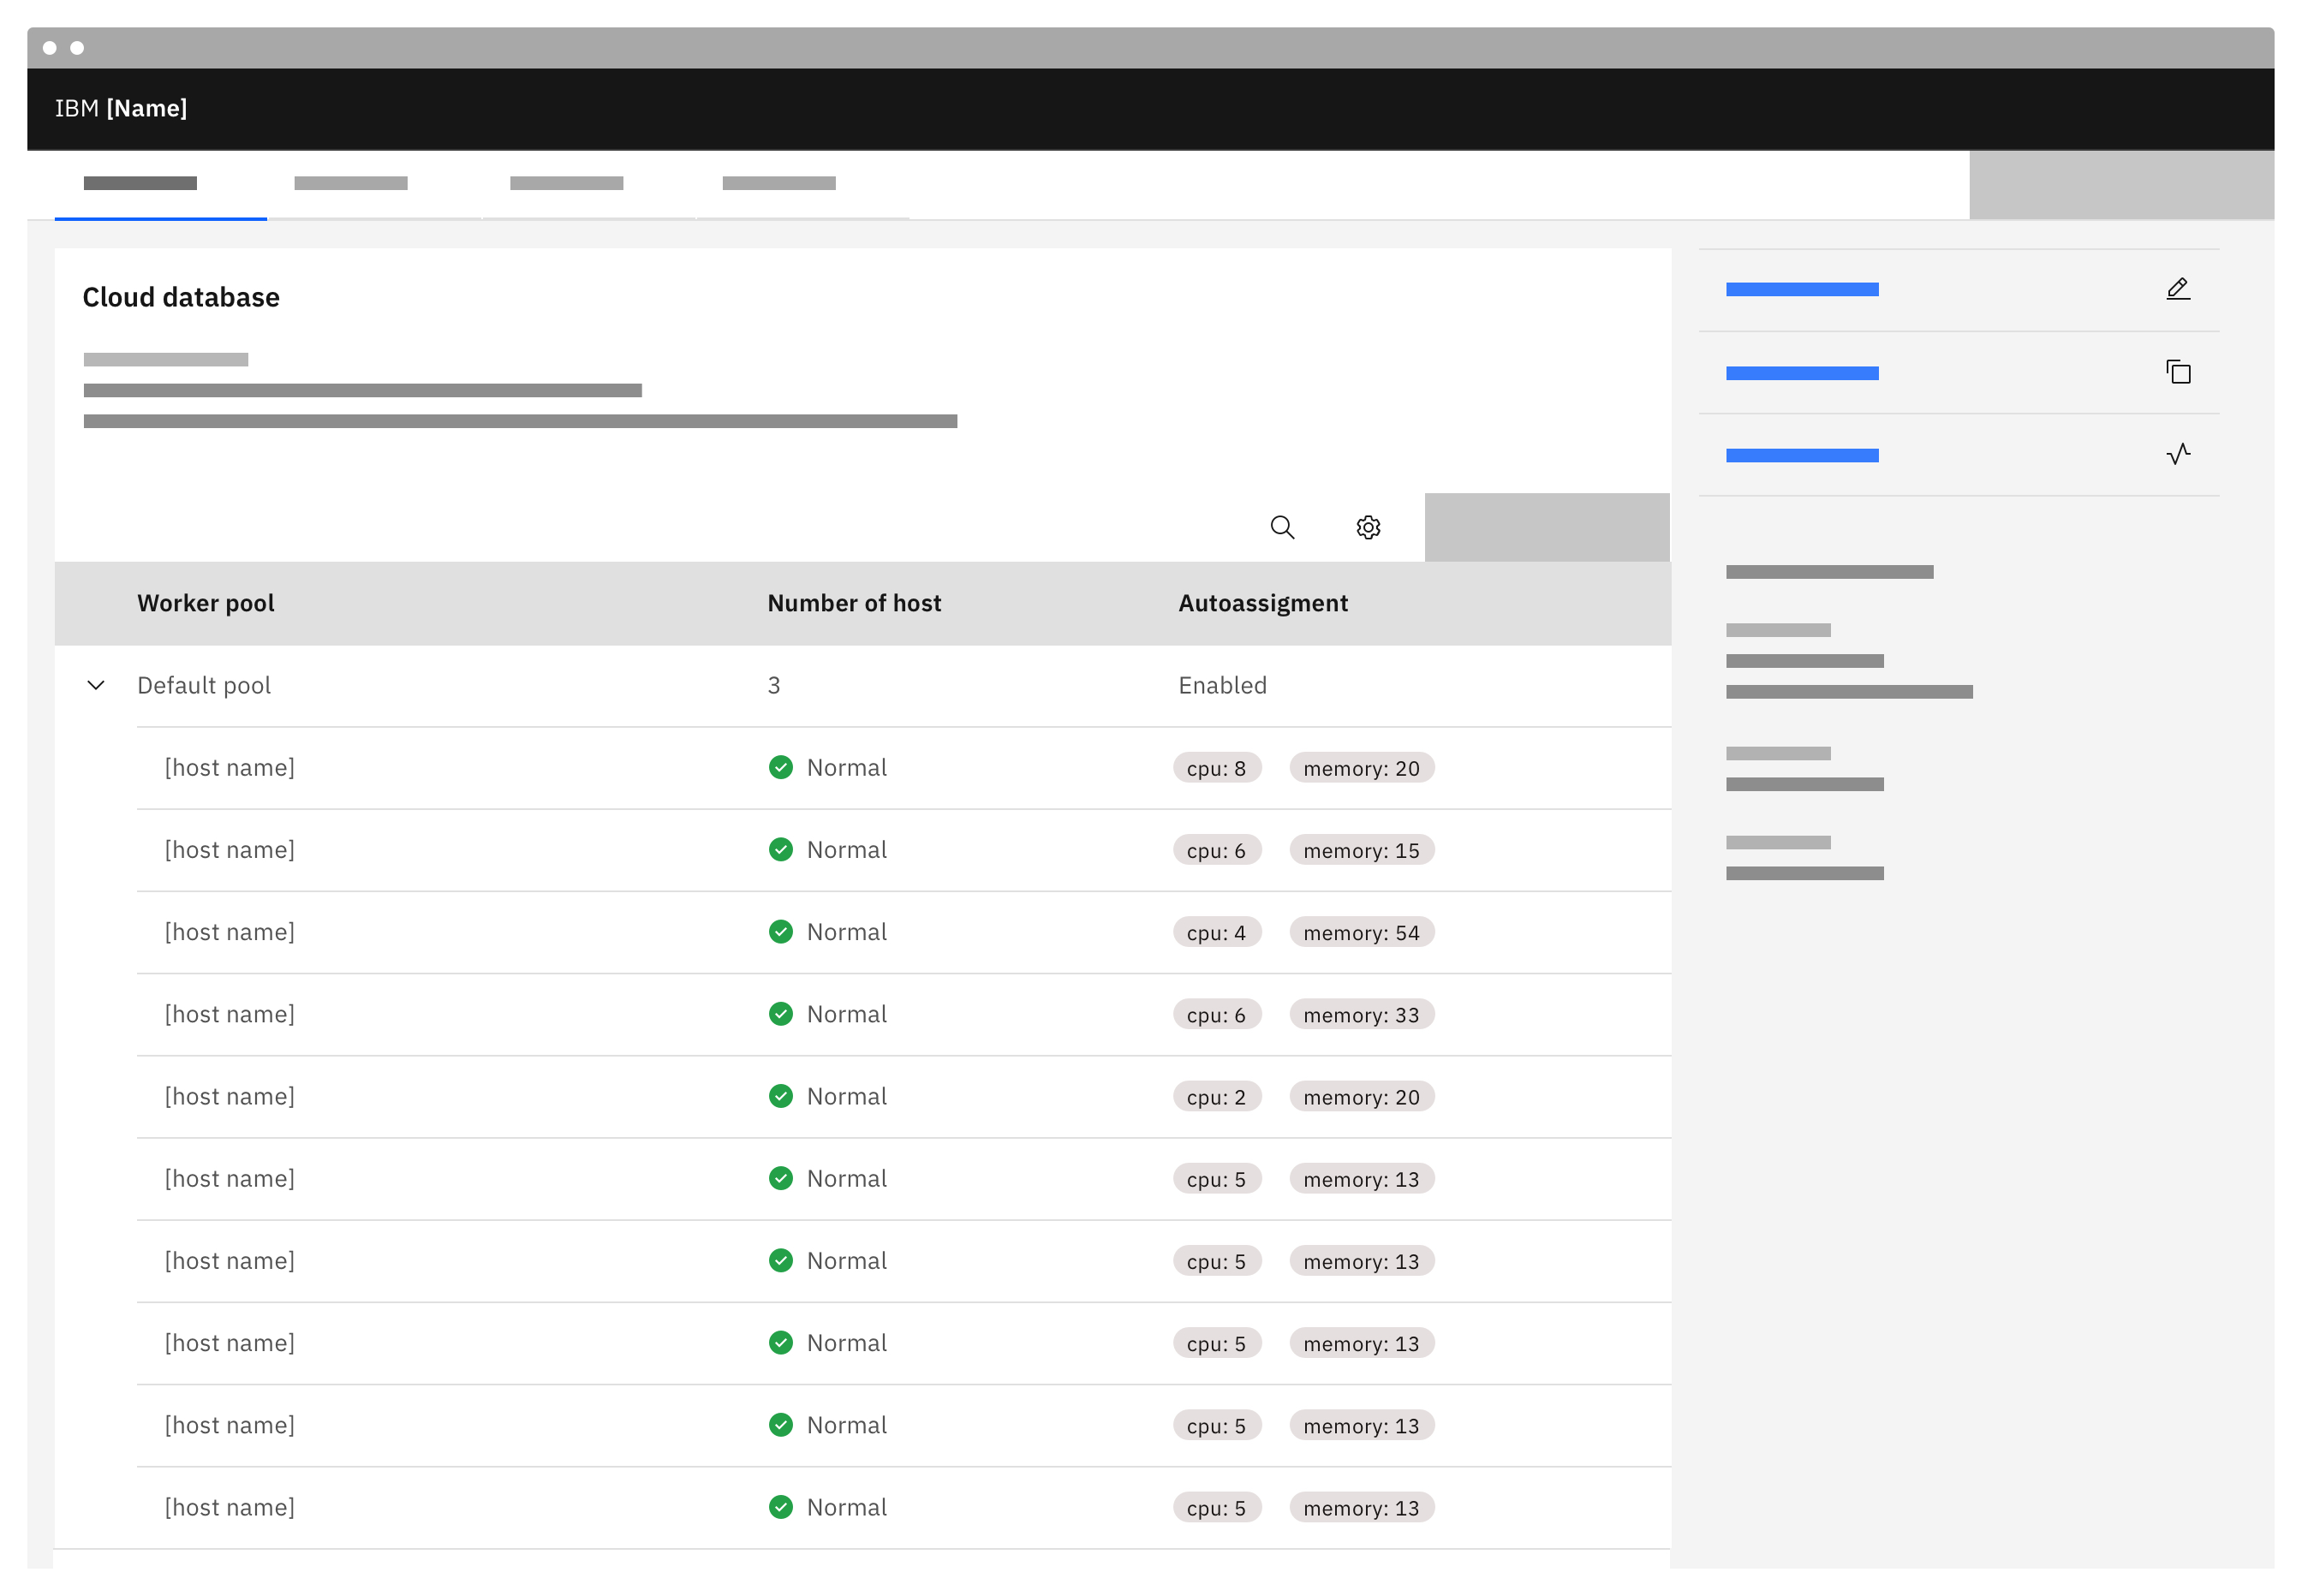 IBM [Name]
Cloud database
Worker pool Number of host Autoassigment
Default pool 3 Enabled
[host name] Normal cpu: 8 memory: 20
[host name] Normal cpu: 6 memory: 15
[host name] Normal cpu: 4 memory: 54
[host name] Normal cpu: 6 memory: 33
[host name] Normal cpu: 2 memory: 20
[host name] Normal cpu: 5 memory: 13
[host name] Normal cpu: 5 memory: 13
[host name] Normal cpu: 5 memory: 13
[host name] Normal cpu: 5 memory: 13
[host name] Normal cpu: 5 memory: 13